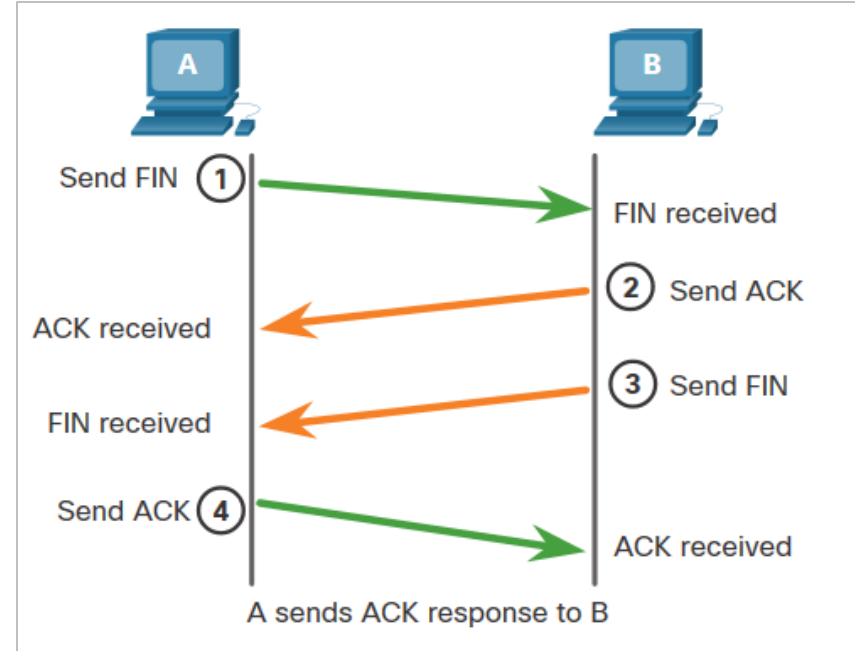 A
B
Send FIN 1
FIN received
2 Send ACK
ACK received
3 Send FIN
FIN received
Send ACK 4
ACK received
A sends ACK response to B